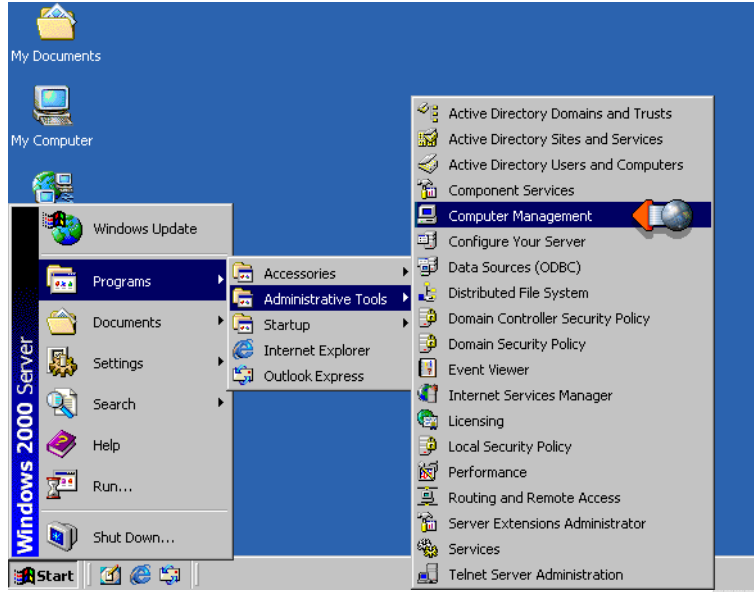 My Documents
My Computer
Windows 2000 Server
Windows Update
Programs
Documents
Settings
Search
Help
Run...
Shut Down...
Start
Accessories
Administrative Tools
Startup
Internet Explorer
Outlook Express
Active Directory Domains and Trusts
Active Directory Sites and Services
Active Directory Users and Computers
Component Services
Computer Management
Configure Your Server
Data Sources (ODBC)
Distributed File System
Domain Controller Security Policy
Domain Security Policy
Event Viewer
Internet Services Manager
Licensing
Local Security Policy
Performance
Routing and Remote Access
Server Extensions Administrator
Services
Telnet Server Administration